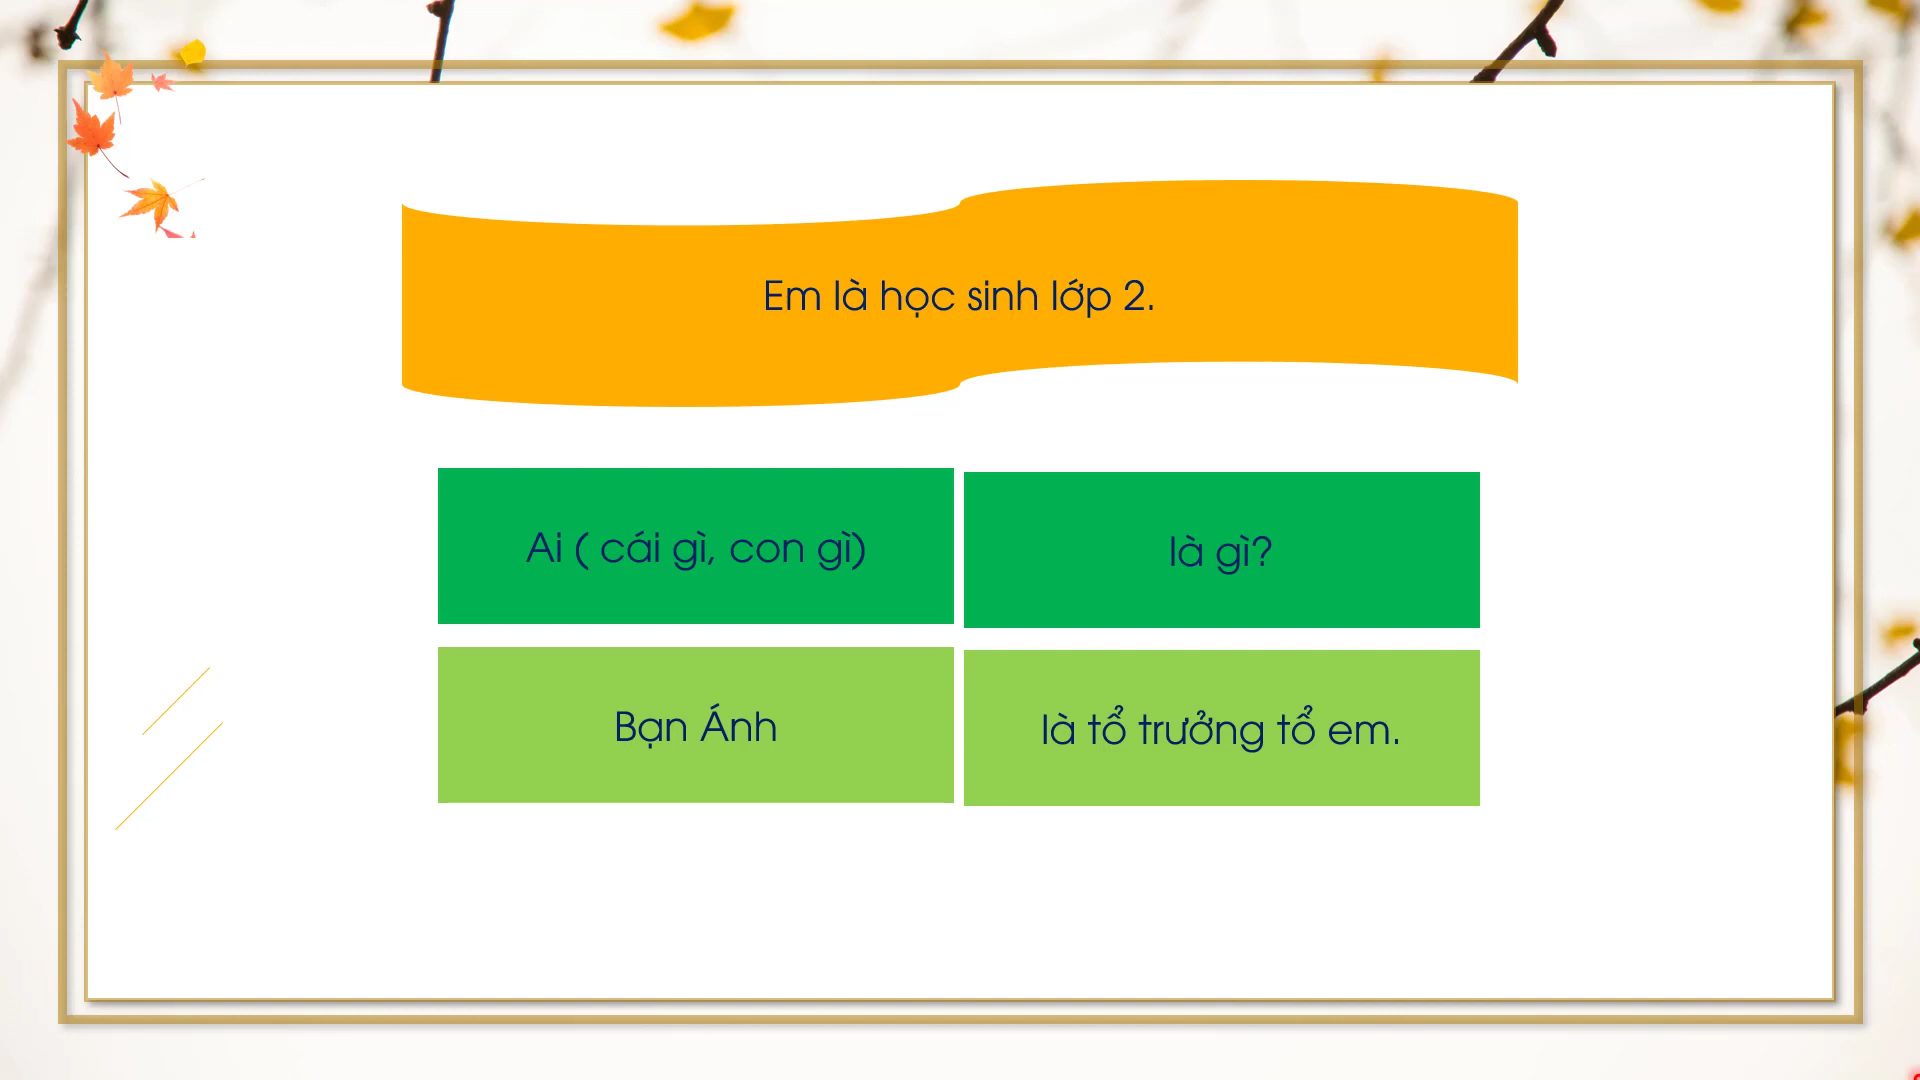 Em là học sinh lớp 2.
Ai ( cái gì, con gì)
là gì?
Bạn Ánh
là tổ trưởng tổ em.